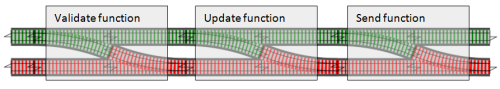 Validate function
Update function
Send function